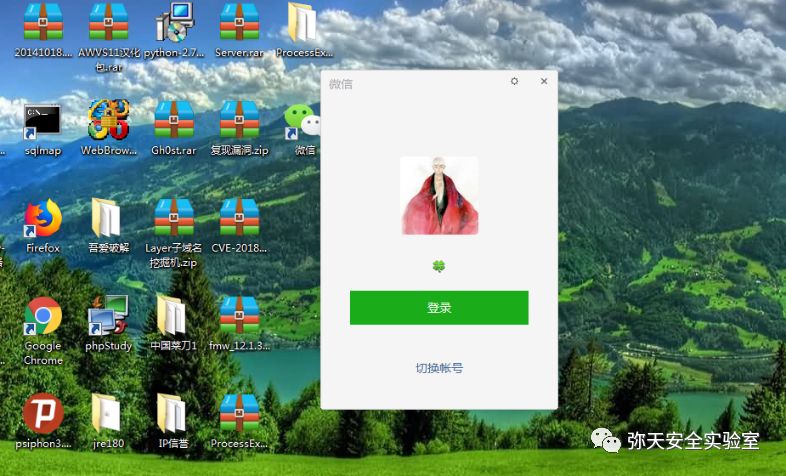 20141018....
AWVS11汉化
包.rar
python-2.7...
Server.rar
ProcessEx...
sqlmap
WebBrow...
Gh0st.rar
复现漏洞.zip
微信
Firefox
吾爱破解
Layer子域名
挖掘机.zip
CVE-2018...
Google
Chrome
phpStudy
中国菜刀1
fmw_12.1.3...
psiphon3....
jre180
IP信誉
ProcessEx...
微信
登录
切换帐号
弥天安全实验室